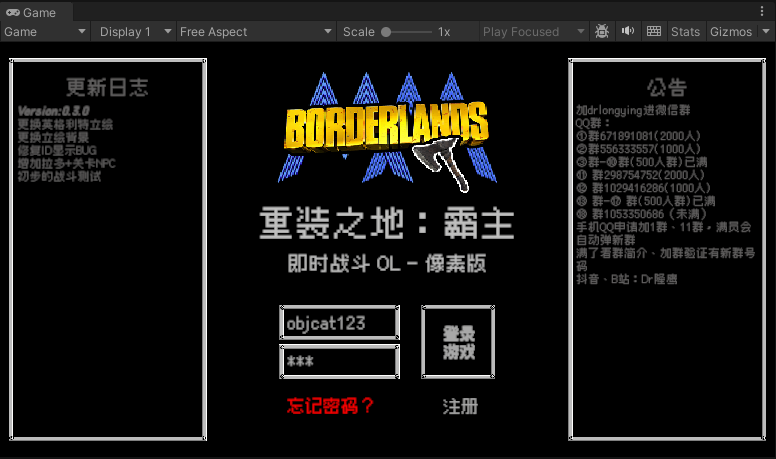 Game
Game Display 1 Free Aspect Scale 1x Play Focused Stats Gizmos
更新日志
Version:0.3.0
更换英格利特立绘
更换立绘背景
修复ID显示BUG
增加拉多+关卡NPC
初步的战斗测试
BORDERLANDS
重装之地：霸主
即时战斗 OL - 像素版
objcat123
***
登录
游戏
忘记密码？
注册
公告
加drlongying进微信群
QQ群：
①群671891081(2000人)
②群556333557(1000人)
③群-⑩群(500人群)已满
⑪ 群298754752(2000人)
⑫ 群1029416286(1000人)
⑬ 群-⑰ 群(500人群)已满
⑱ 群1053350686（未满）
手机QQ申请加1群、11群，满员会
自动弹新群
满了看群简介、加群验证有新群号
码
抖音、B站：Dr隆鹰